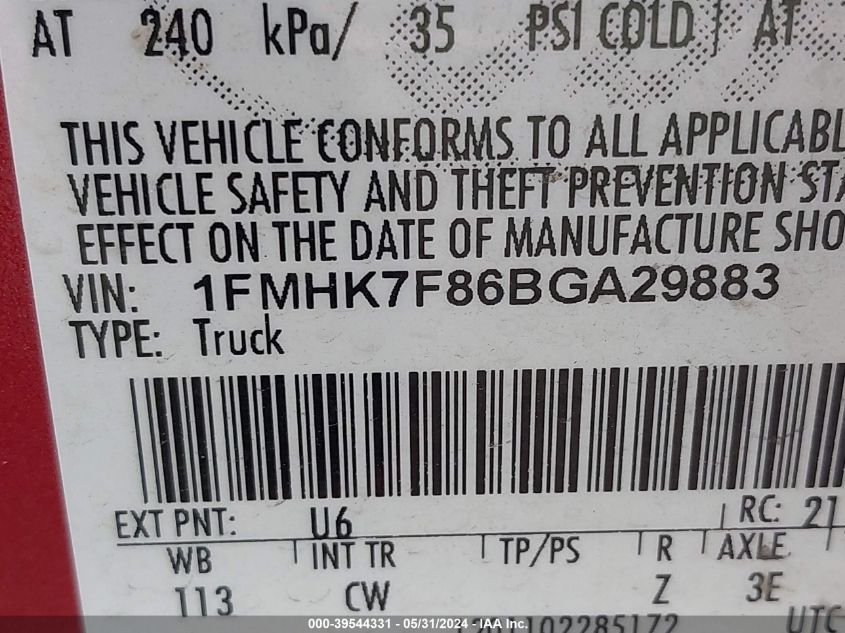 AT 240 kPa/ 35 PSI COLD AT
THIS VEHICLE CONFORMS TO ALL APPLICABL
VEHICLE SAFETY AND THEFT PREVENTION STA
EFFECT ON THE DATE OF MANUFACTURE SHO
VIN: 1FMHK7F86BGA29883
TYPE: Truck
EXT PNT: U6 RC: 21
WB INT TR TP/PS R AXLE
113 CW Z 3E
UTC
000-39544331 - 05/31/2024 - IAA Inc.